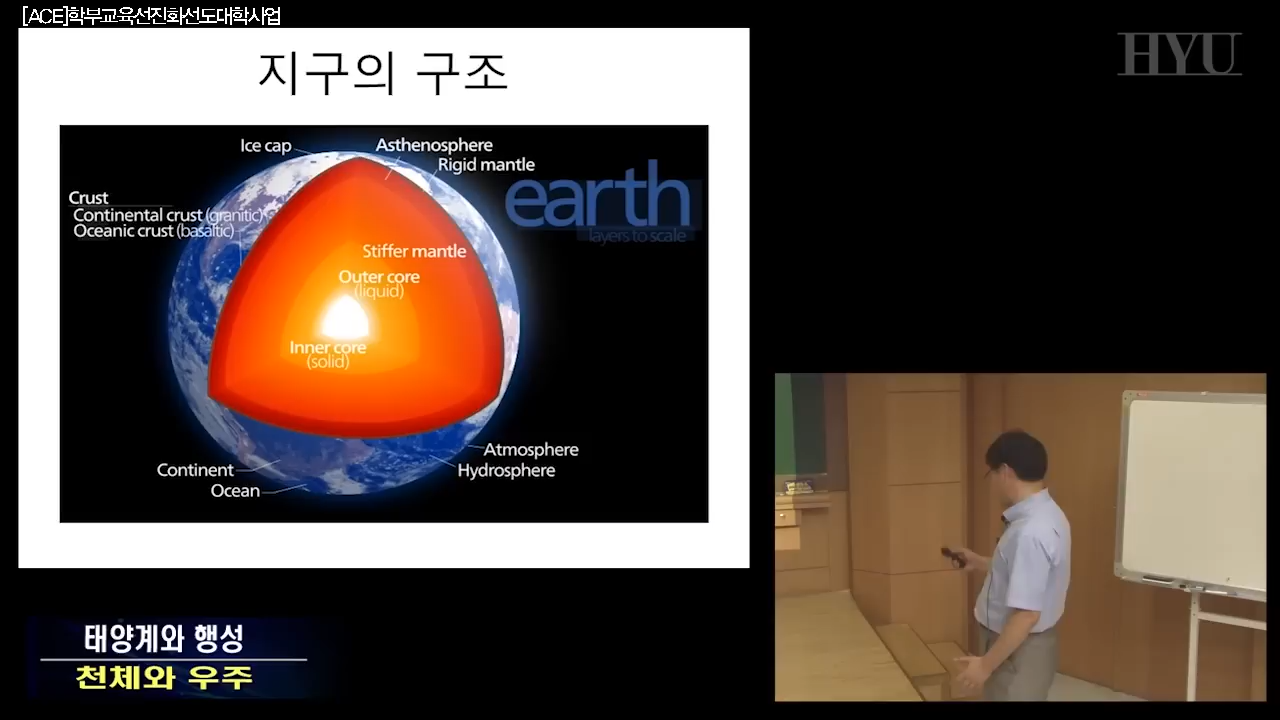 [ACE]학부교육선진화선도대학사업
HYU
지구의 구조
Ice cap
Asthenosphere
Rigid mantle
earth
layers to scale
Crust
Continental crust (granitic)
Oceanic crust (basaltic)
Stiffer mantle
Outer core
(liquid)
Inner core
(solid)
Atmosphere
Continent
Hydrosphere
Ocean
태양계와 행성
천체와 우주